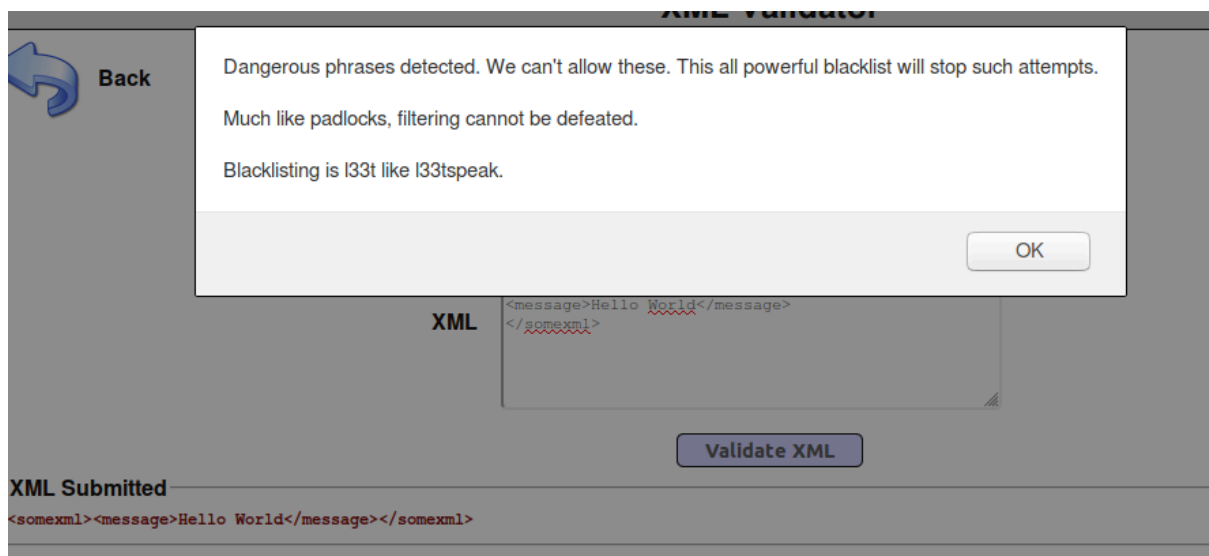 XML Validator
Back
Dangerous phrases detected. We can't allow these. This all powerful blacklist will stop such attempts.
Much like padlocks, filtering cannot be defeated.
Blacklisting is l33t like l33tspeak.
OK
XML
<message>Hello World</message>
</somexml>
Validate XML
XML Submitted
<somexml><message>Hello World</message></somexml>